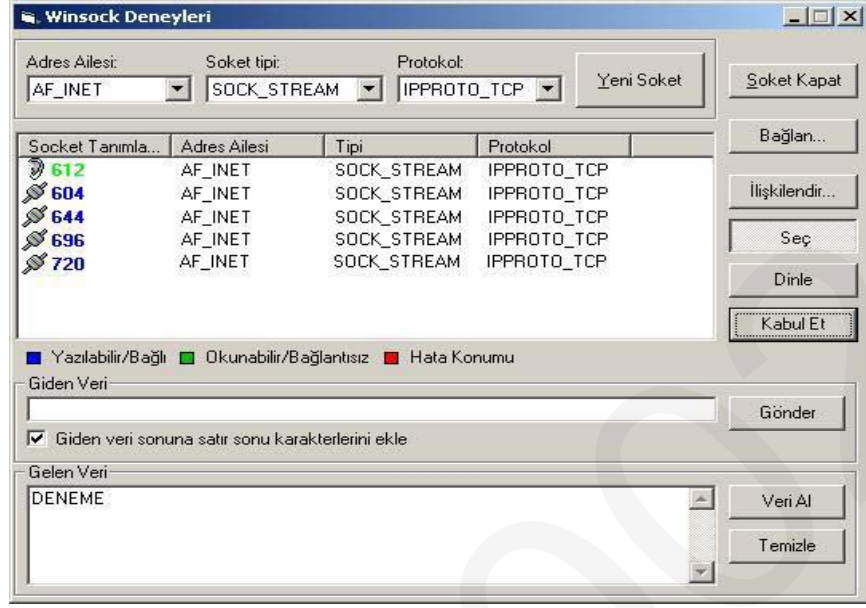 Winsock Deneyleri
Adres Ailesi: Soket tipi: Protokol:
AF_INET SOCK_STREAM IPPROTO_TCP Yeni Soket
Soket Kapat
Bağlan...
İlişkilendir...
Seç
Dinle
Kabul Et
Socket Tanımla... Adres Ailesi Tipi Protokol
612 AF_INET SOCK_STREAM IPPROTO_TCP
604 AF_INET SOCK_STREAM IPPROTO_TCP
644 AF_INET SOCK_STREAM IPPROTO_TCP
696 AF_INET SOCK_STREAM IPPROTO_TCP
720 AF_INET SOCK_STREAM IPPROTO_TCP
Yazılabilir/Bağlı Okunabilir/Bağlantısız Hata Konumu
Giden Veri
Gönder
Giden veri sonuna satır sonu karakterlerini ekle
Gelen Veri
DENEME
Veri Al
Temizle